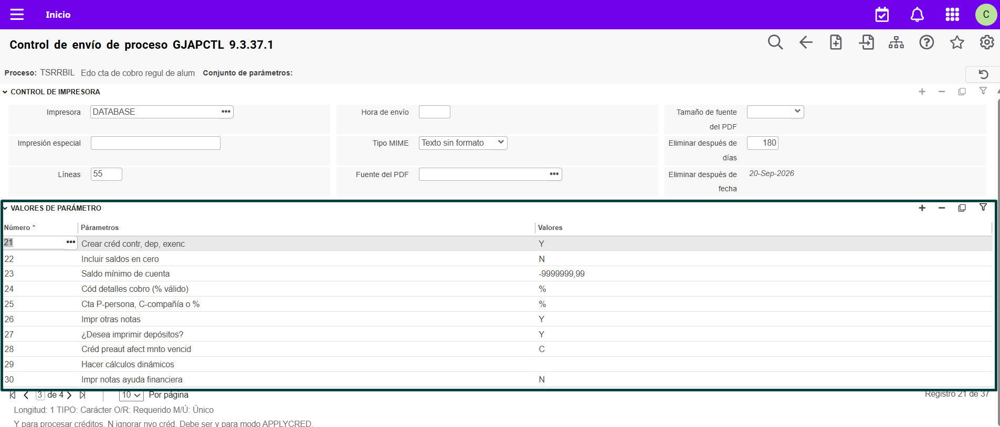 Inicio
C
Control de envío de proceso GJAPCTL 9.3.37.1
Proceso: TSRRBIL Edo cta de cobro regul de alum Conjunto de parámetros:
CONTROL DE IMPRESORA
Impresora DATABASE ••• Hora de envío Tamaño de fuente
del PDF
Impresión especial Tipo MIME Texto sin formato Eliminar después de 180
días
Líneas 55 Fuente del PDF ••• Eliminar después de 20-Sep-2026
fecha
VALORES DE PARÁMETRO
Número * Párametros Valores
21 ••• Crear créd contr, dep, exenc Y
22 Incluir saldos en cero N
23 Saldo mínimo de cuenta -9999999,99
24 Cód detalles cobro (% válido) %
25 Cta P-persona, C-compañía o % %
26 Impr otras notas Y
27 ¿Desea imprimir depósitos? Y
28 Créd preaut afect mnto vencid C
29 Hacer cálculos dinámicos
30 Impr notas ayuda financiera N
3 de 4 10 Por página Registro 21 de 37
Longitud: 1 TIPO: Carácter O/R: Requerido M/Ú: Único
Y para procesar créditos, N ignorar nvo créd. Debe ser y para modo APPLYCRED.